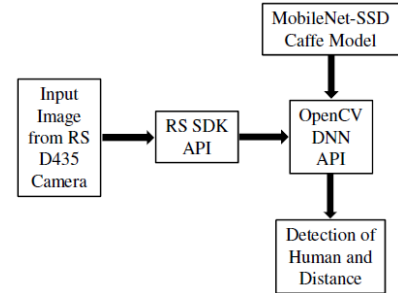 MobileNet-SSD
Caffe Model
Input
Image
from RS
D435
Camera
RS SDK
API
OpenCV
DNN
API
Detection of
Human and
Distance